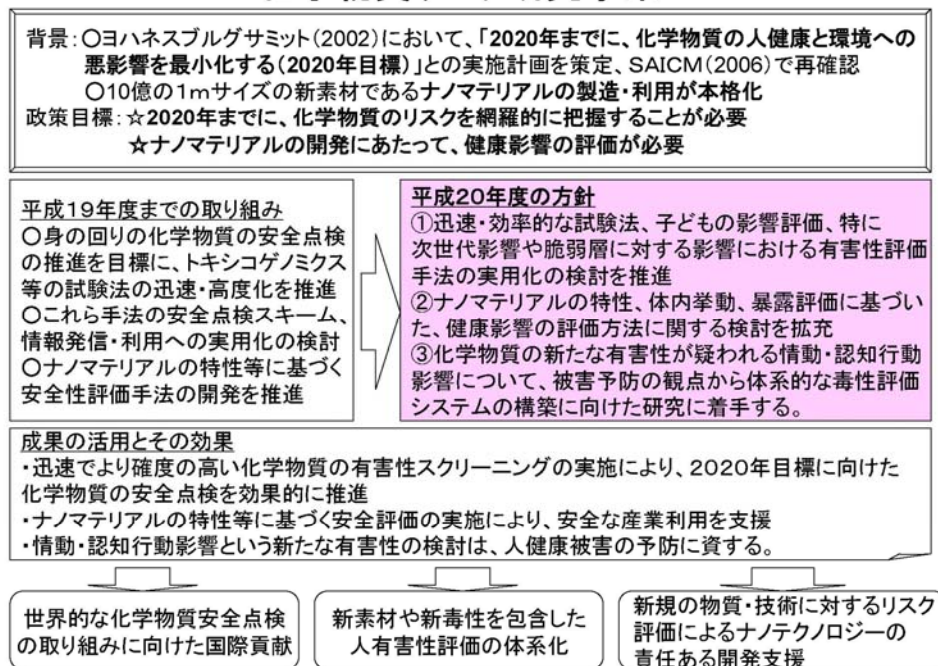 背景:〇ヨハネスブルグサミット(2002)において、「2020年までに、化学物質の人健康と環境への
悪影響を最小化する(2020年目標)」との実施計画を策定、SAICM(2006)で再確認
〇10億の1mサイズの新素材であるナノマテリアルの製造・利用が本格化
政策目標:☆2020年までに、化学物質のリスクを網羅的に把握することが必要
☆ナノマテリアルの開発にあたって、健康影響の評価が必要
平成19年度までの取り組み
〇身の回りの化学物質の安全点検
の推進を目標に、トキシコゲノミクス
等の試験法の迅速・高度化を推進
〇これら手法の安全点検スキーム、
情報発信・利用への実用化の検討
〇ナノマテリアルの特性等に基づく
安全性評価手法の開発を推進
平成20年度の方針
①迅速・効率的な試験法、子どもの影響評価、特に
次世代影響や脆弱層に対する影響における有害性評価
手法の実用化の検討を推進
②ナノマテリアルの特性、体内挙動、暴露評価に基づい
た、健康影響の評価方法に関する検討を拡充
③化学物質の新たな有害性が疑われる情動・認知行動
影響について、被害予防の観点から体系的な毒性評価
システムの構築に向けた研究に着手する。
成果の活用とその効果
・迅速でより確度の高い化学物質の有害性スクリーニングの実施により、2020年目標に向けた
化学物質の安全点検を効果的に推進
・ナノマテリアルの特性等に基づく安全評価の実施により、安全な産業利用を支援
・情動・認知行動影響という新たな有害性の検討は、人健康被害の予防に資する。
世界的な化学物質安全点検
の取り組みに向けた国際貢献
新素材や新毒性を包含した
人有害性評価の体系化
新規の物質・技術に対するリスク
評価によるナノテクノロジーの
責任ある開発支援